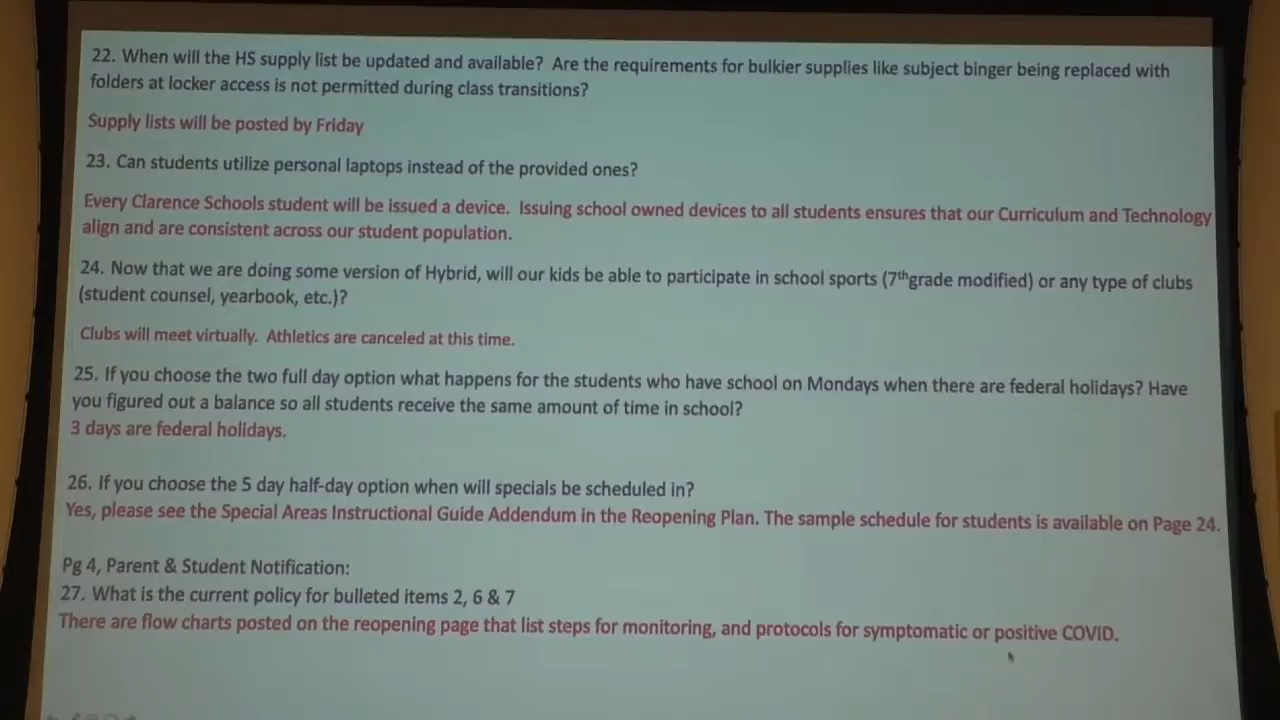 22. When will the HS supply list be updated and available? Are the requirements for bulkier supplies like subject binger being replaced with
folders at locker access is not permitted during class transitions?
Supply lists will be posted by Friday
23. Can students utilize personal laptops instead of the provided ones?
Every Clarence Schools student will be issued a device. Issuing school owned devices to all students ensures that our Curriculum and Technology
align and are consistent across our student population.
24. Now that we are doing some version of Hybrid, will our kids be able to participate in school sports (7thgrade modified) or any type of clubs
(student counsel, yearbook, etc.)?
Clubs will meet virtually. Athletics are canceled at this time.
25. If you choose the two full day option what happens for the students who have school on Mondays when there are federal holidays? Have
you figured out a balance so all students receive the same amount of time in school?
3 days are federal holidays.
26. If you choose the 5 day half-day option when will specials be scheduled in?
Yes, please see the Special Areas Instructional Guide Addendum in the Reopening Plan. The sample schedule for students is available on Page 24.
Pg 4, Parent & Student Notification:
27. What is the current policy for bulleted items 2, 6 & 7
There are flow charts posted on the reopening page that list steps for monitoring, and protocols for symptomatic or positive COVID.